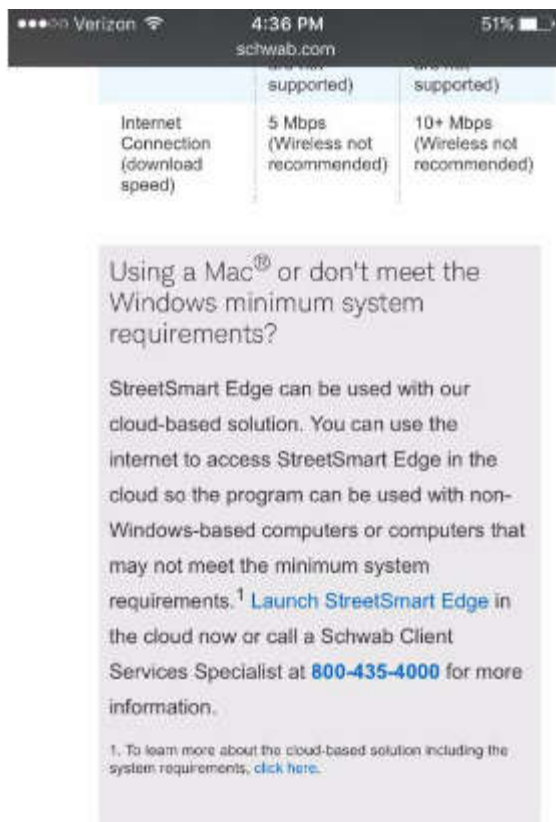 Verizon 4:36 PM 51%
schwab.com
supported) supported)
Internet 5 Mbps 10+ Mbps
Connection (Wireless not (Wireless not
(download recommended) recommended)
speed)
Using a Mac® or don't meet the
Windows minimum system
requirements?
StreetSmart Edge can be used with our
cloud-based solution. You can use the
internet to access StreetSmart Edge in the
cloud so the program can be used with non-
Windows-based computers or computers that
may not meet the minimum system
requirements.¹ Launch StreetSmart Edge in
the cloud now or call a Schwab Client
Services Specialist at 800-435-4000 for more
information.
1. To learn more about the cloud-based solution including the
system requirements, click here.